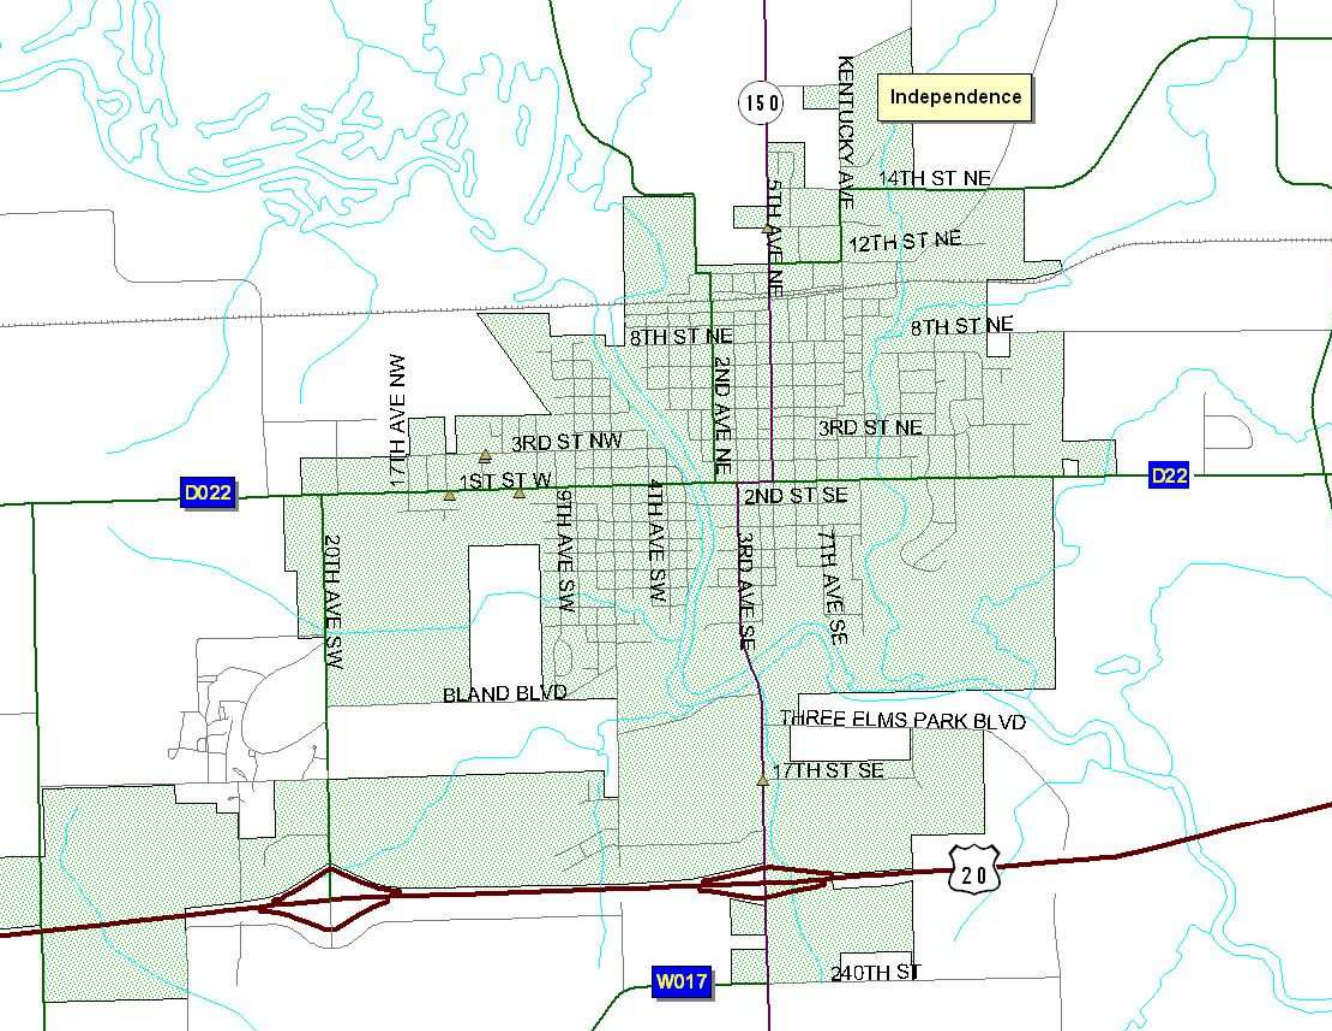 KENTUCKY AVE
150
Independence
14TH ST NE
5TH AVE NE
12TH ST NE
8TH ST NE
8TH ST NE
17TH AVE NW
2ND AVE NE
3RD ST NW
3RD ST NE
D022
1ST ST W
D22
2ND ST SE
9TH AVE SW
4TH AVE SW
20TH AVE SW
3RD AVE SE
7TH AVE SE
BLAND BLVD
THREE ELMS PARK BLVD
17TH ST SE
20
240TH ST
W017